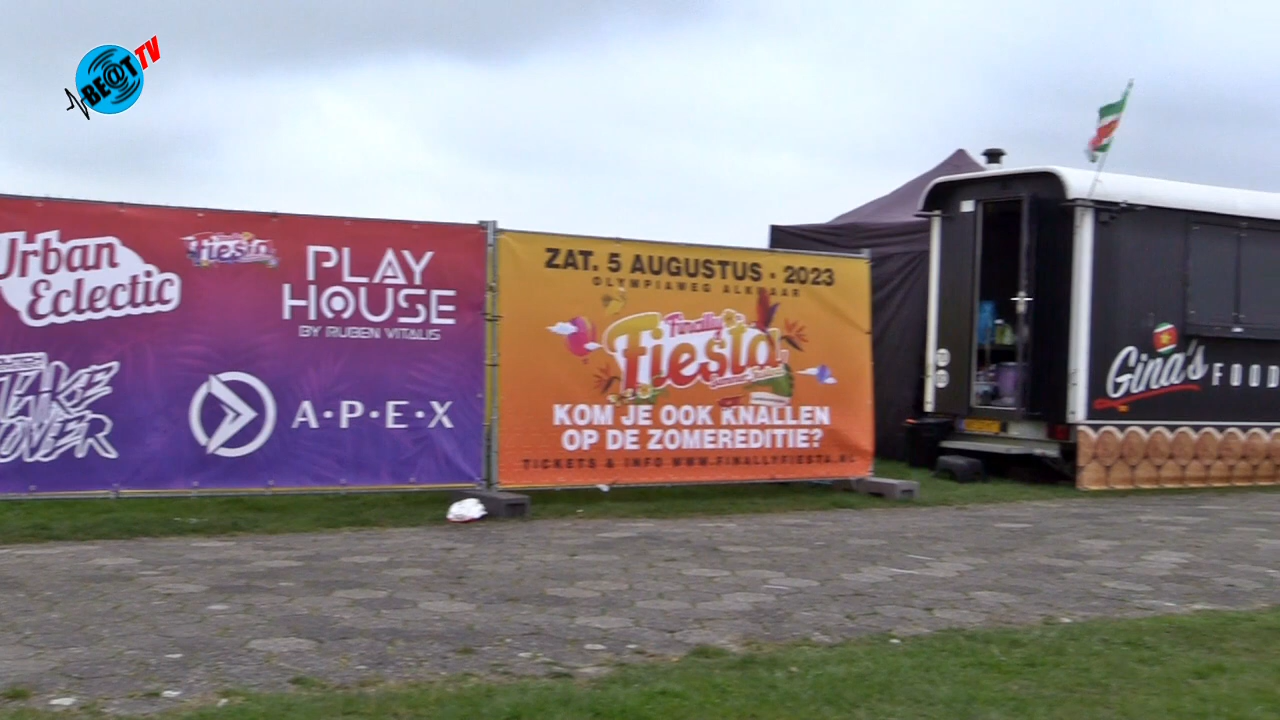 BE@T TV
Urban
Eclectic
Fiesta
PLAY
HOUSE
BY RUBEN VITALIS
TAKE
OVER
A·P·E·X
ZAT. 5 AUGUSTUS · 2023
OLYMPIAWEG ALKMAAR
Finally
Fiesta
KOM JE OOK KNALLEN
OP DE ZOMEREDITIE?
TICKETS & INFO WWW.FINALLYFIESTA.NL
Gina's FOOD